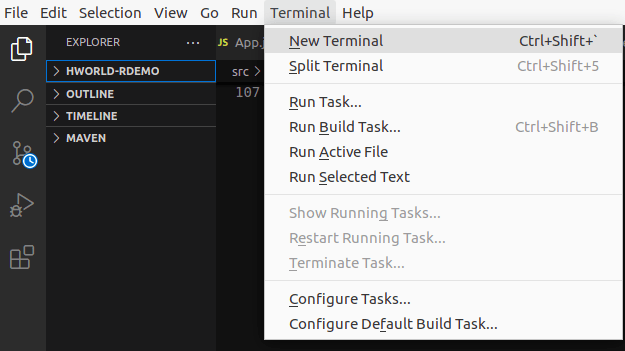 File Edit Selection View Go Run Terminal Help
EXPLORER ...
HWORLD-RDEMO
OUTLINE
TIMELINE
MAVEN
JS App.j
src >
107
New Terminal Ctrl+Shift+`
Split Terminal Ctrl+Shift+5
Run Task...
Run Build Task... Ctrl+Shift+B
Run Active File
Run Selected Text
Show Running Tasks...
Restart Running Task...
Terminate Task...
Configure Tasks...
Configure Default Build Task...